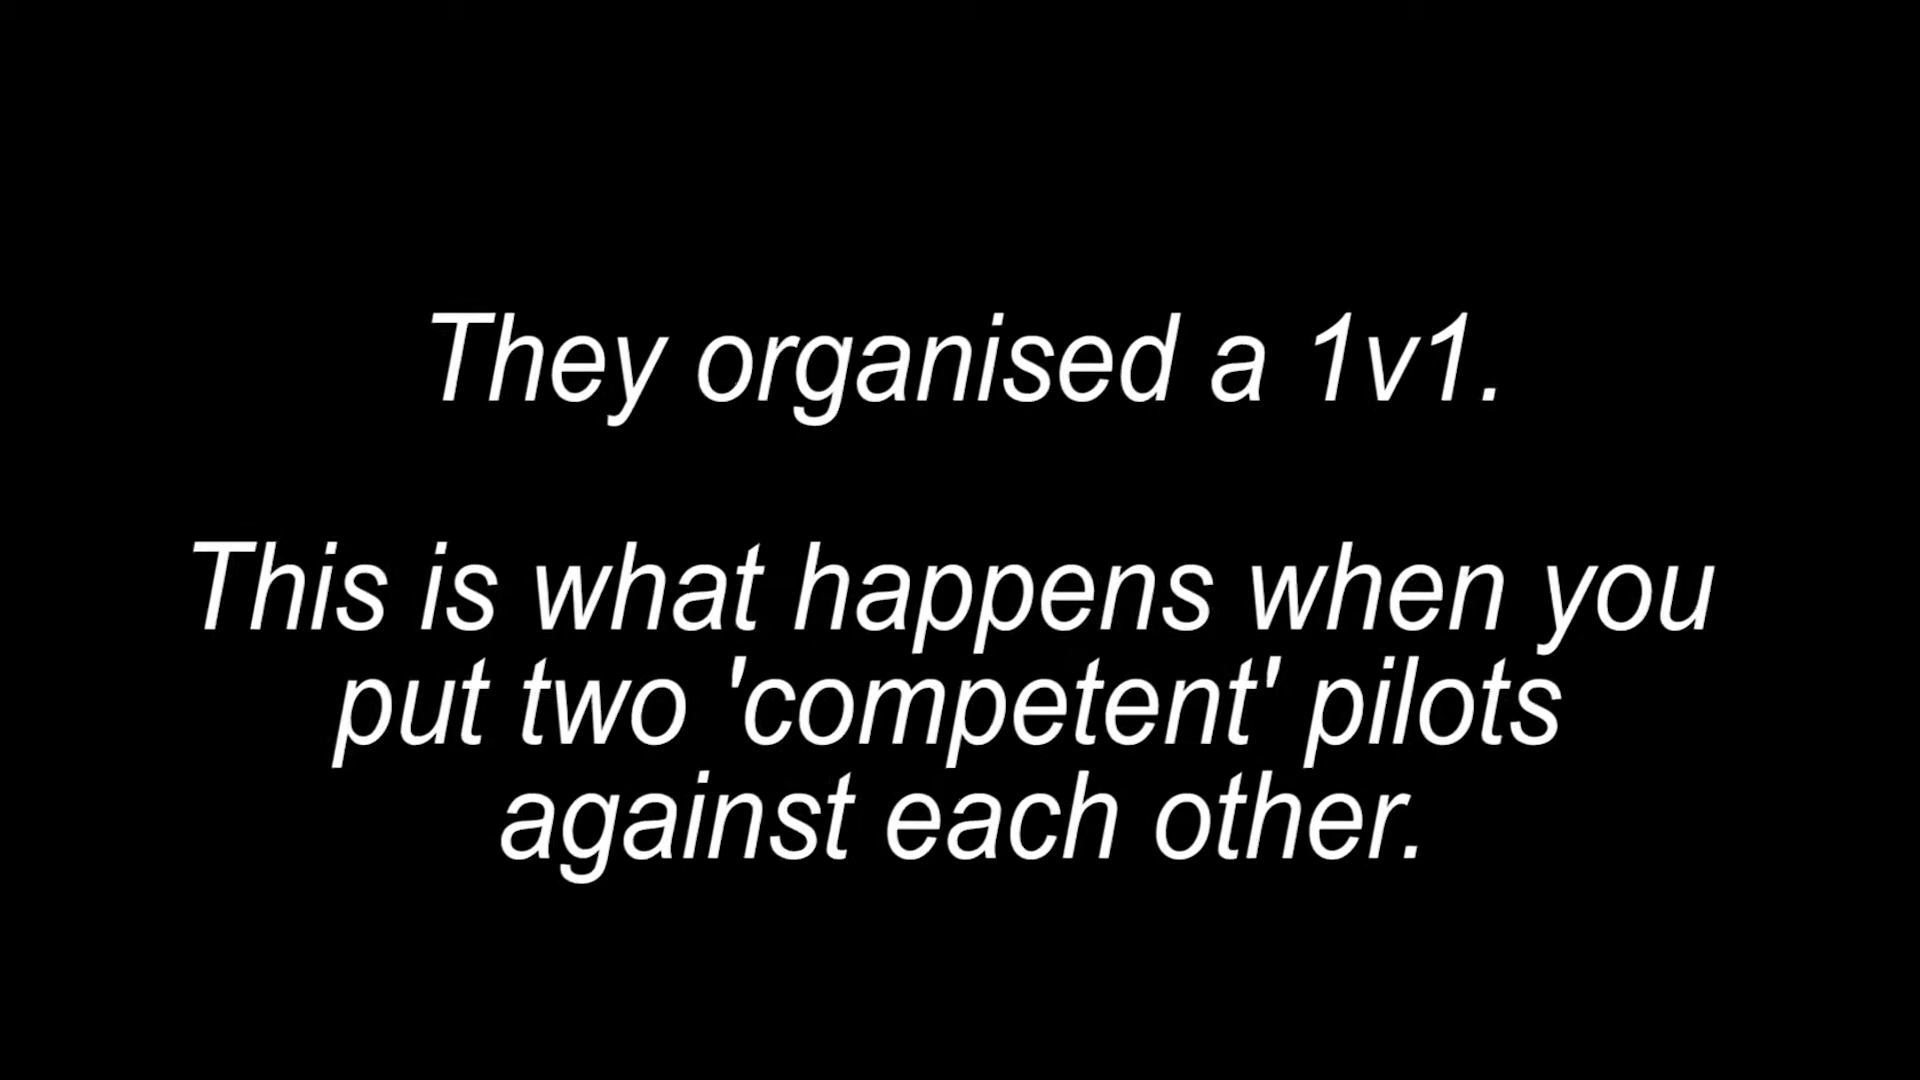 They organised a 1v1.
This is what happens when you
put two 'competent' pilots
against each other.